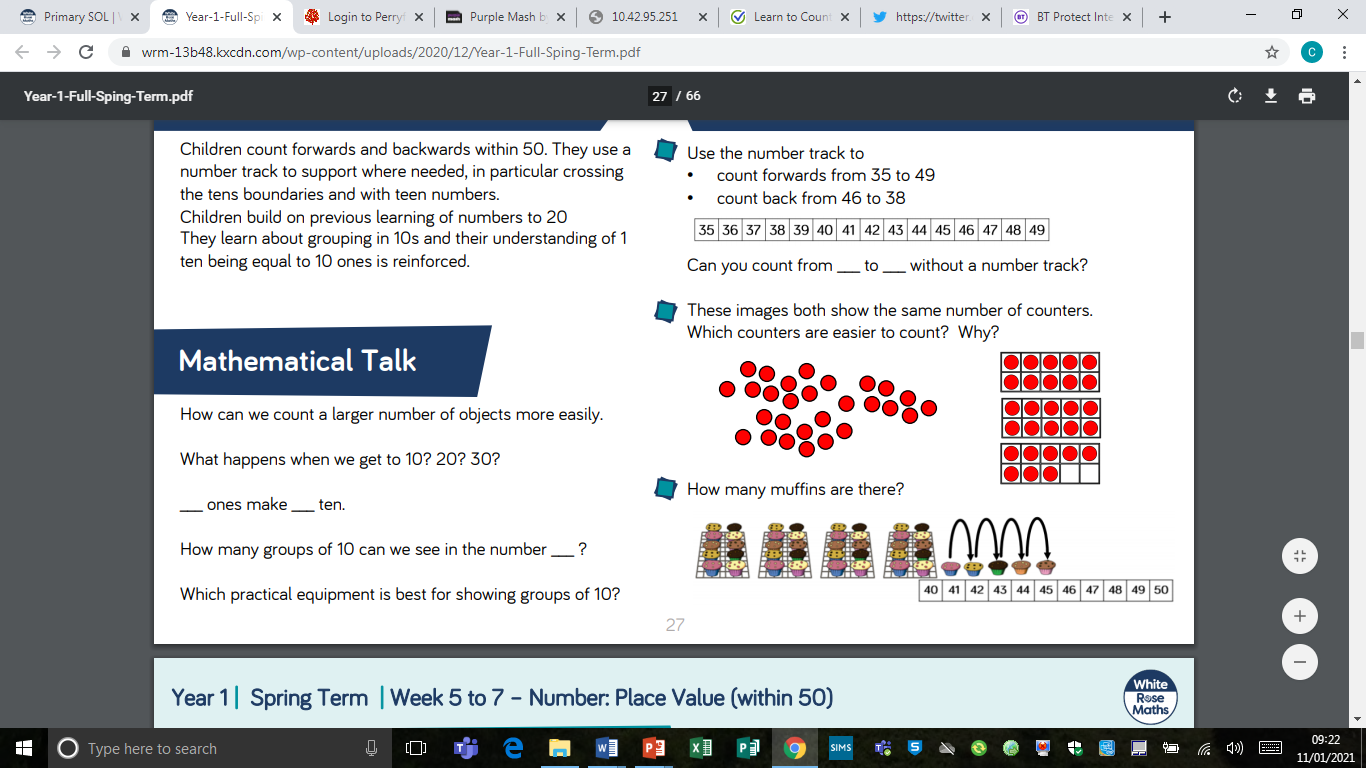 Primary SOL | W
Year-1-Full-Spi
Login to Perryf
Purple Mash b
10.42.95.251
Learn to Count
https://twitter.
BT Protect Inte
wrm-13b48.kxcdn.com/wp-content/uploads/2020/12/Year-1-Full-Sping-Term.pdf
C
Year-1-Full-Sping-Term.pdf
27 / 66
Children count forwards and backwards within 50. They use a
number track to support where needed, in particular crossing
the tens boundaries and with teen numbers.
Children build on previous learning of numbers to 20
They learn about grouping in 10s and their understanding of 1
ten being equal to 10 ones is reinforced.
Mathematical Talk
How can we count a larger number of objects more easily.
What happens when we get to 10? 20? 30?
___ ones make ___ ten.
How many groups of 10 can we see in the number ___ ?
Which practical equipment is best for showing groups of 10?
Use the number track to
• count forwards from 35 to 49
• count back from 46 to 38
35 36 37 38 39 40 41 42 43 44 45 46 47 48 49
Can you count from ___ to ___ without a number track?
These images both show the same number of counters.
Which counters are easier to count? Why?
How many muffins are there?
40 41 42 43 44 45 46 47 48 49 50
27
Year 1 | Spring Term | Week 5 to 7 – Number: Place Value (within 50)
White
Rose
Maths
Type here to search
SIMS
09:22
11/01/2021